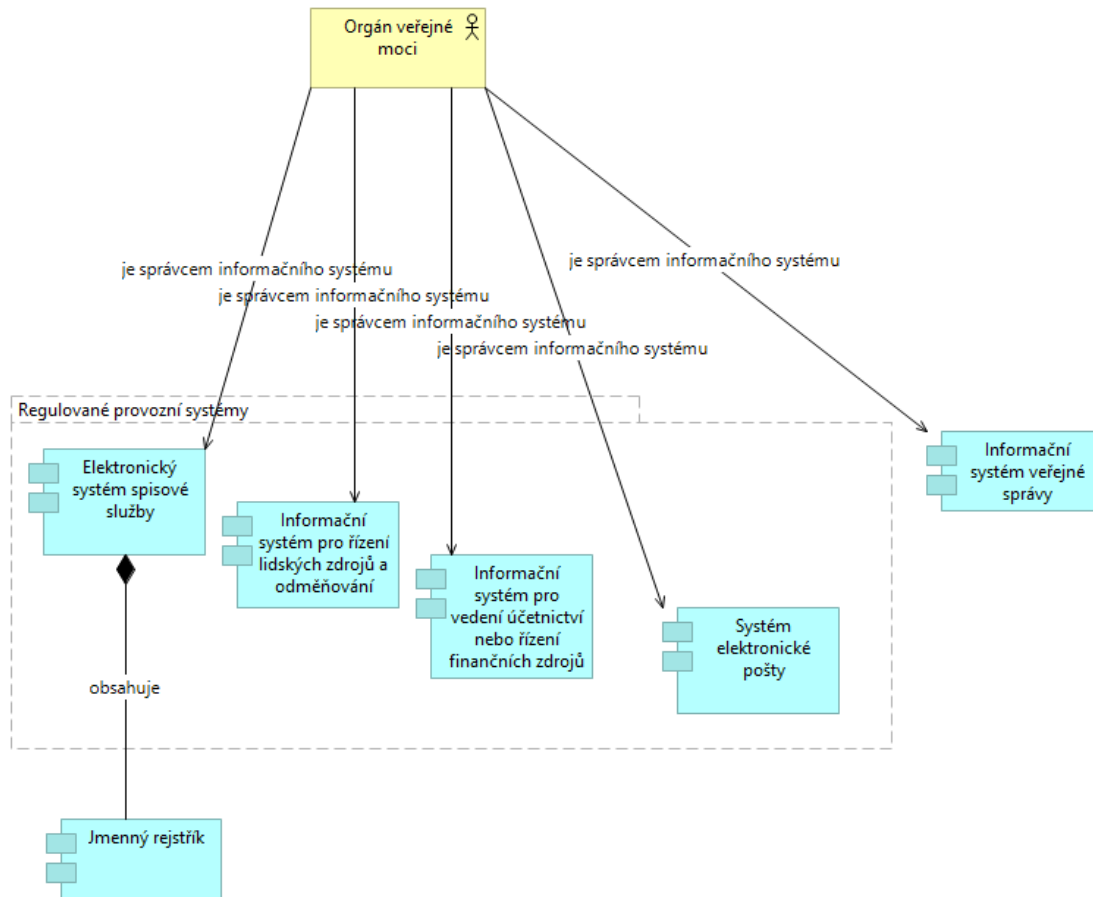 Orgán veřejné
moci
je správcem informačního systému
je správcem informačního systému
je správcem informačního systému
je správcem informačního systému
je správcem informačního systému
Regulované provozní systémy
Elektronický
systém spisové
služby
Informační
systém pro řízení
lidských zdrojů a
odměňování
Informační
systém pro
vedení účetnictví
nebo řízení
finančních zdrojů
Systém
elektronické
pošty
Informační
systém veřejné
správy
obsahuje
Jmenný rejstřík